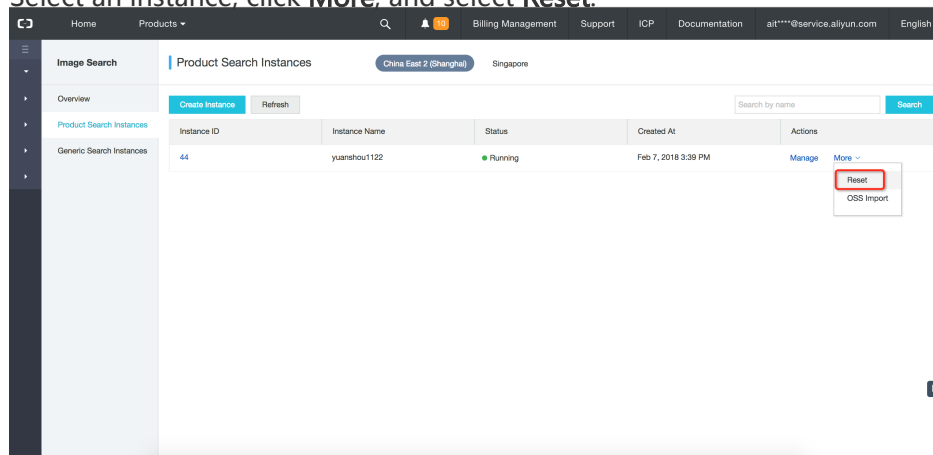 Select an instance, click More, and select Reset.
Home Products 10 Billing Management Support ICP Documentation ait****@service.aliyun.com English
Image Search Product Search Instances China East 2 (Shanghai) Singapore
Overview Create Instance Refresh Search by name Search
Product Search Instances Instance ID Instance Name Status Created At Actions
Generic Search Instances 44 yuanshou1122 Running Feb 7, 2018 3:39 PM Manage More
Reset
OSS Import